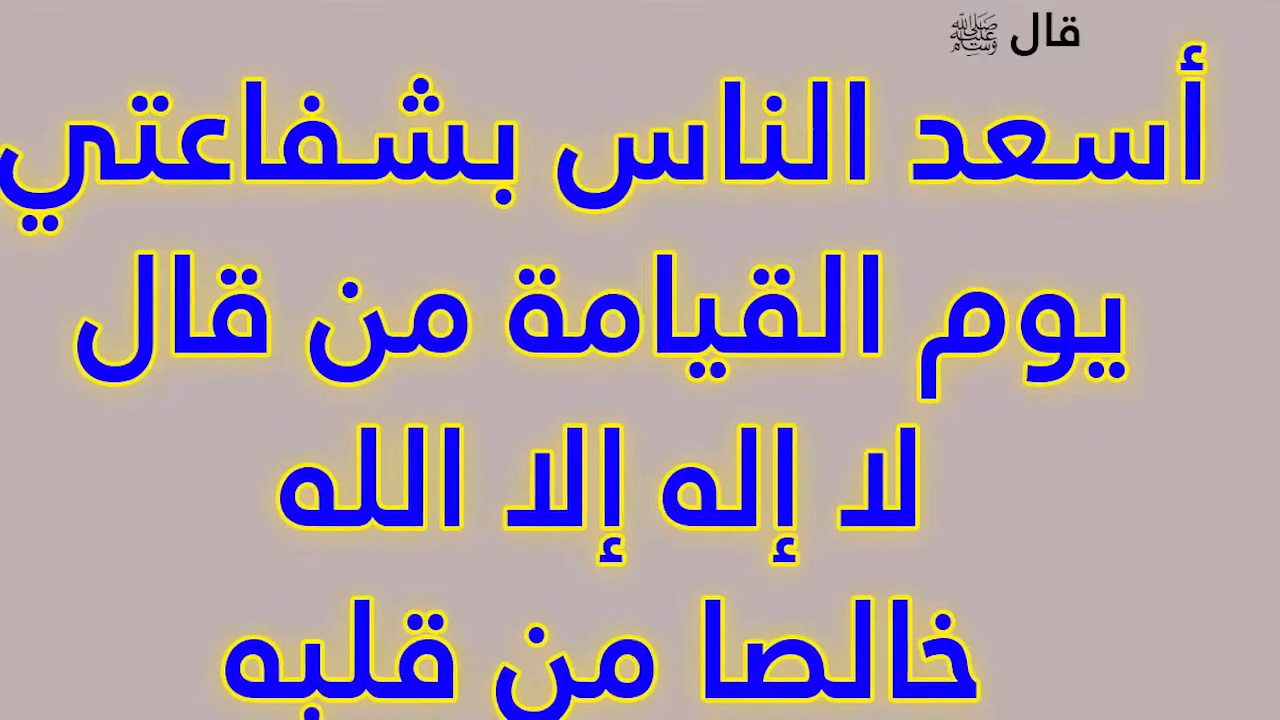 قال ﷺ
أسعد الناس بشفاعتي
يوم القيامة من قال
لا إله إلا الله
خالصا من قلبه